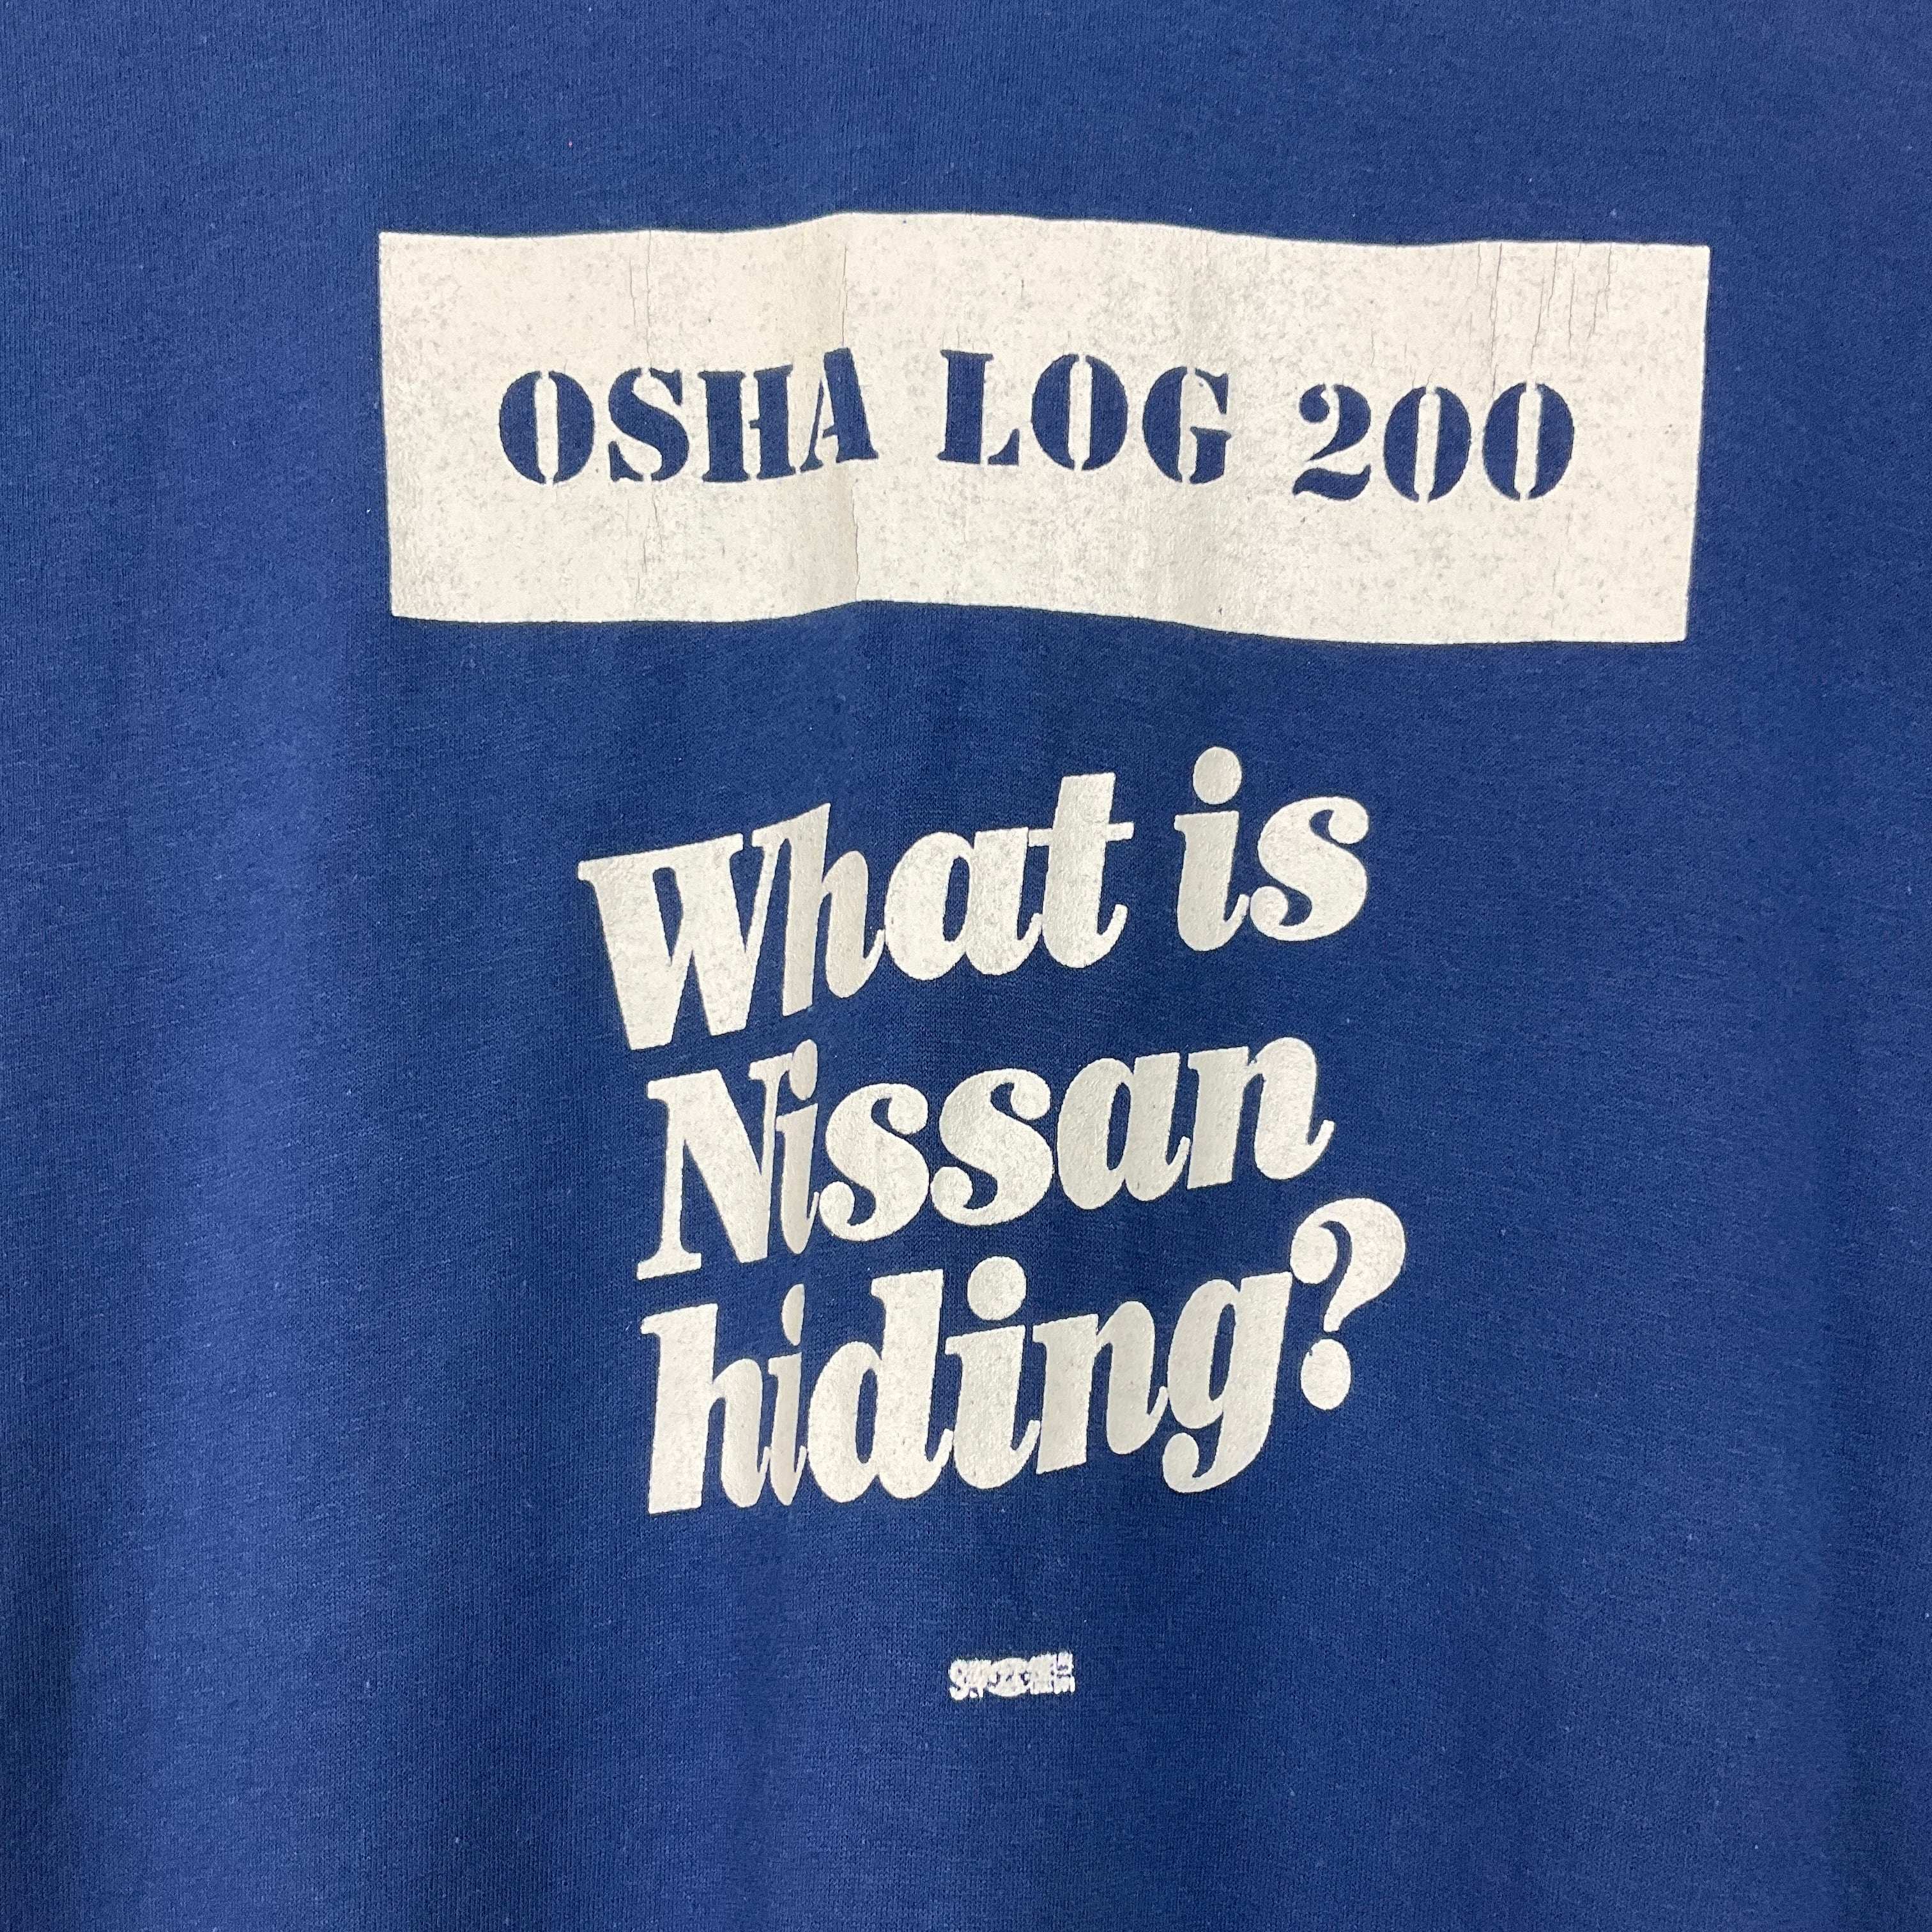 OSHA LOG 200
What is
Nissan
hiding?